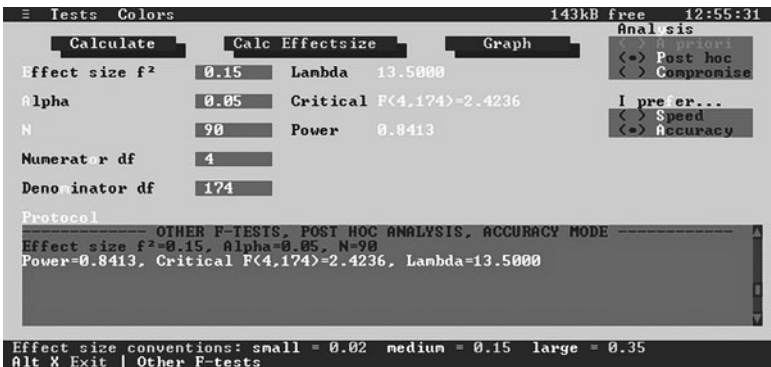 ≡ Tests Colors 143kB free 12:55:31
Analysis
Calculate Calc Effectsize Graph
( ) A priori
(•) Post hoc
( ) Compromise
Effect size f² 0.15 Lambda 13.5000
Alpha 0.05 Critical F(4,174)=2.4236
I prefer...
( ) Speed
(•) Accuracy
N 90 Power 0.8413
Numerator df 4
Denominator df 174
Protocol
------------- OTHER F-TESTS, POST HOC ANALYSIS, ACCURACY MODE -------------
Effect size f²=0.15, Alpha=0.05, N=90
Power=0.8413, Critical F(4,174)=2.4236, Lambda=13.5000
Effect size conventions: small = 0.02 medium = 0.15 large = 0.35
Alt X Exit | Other F-tests